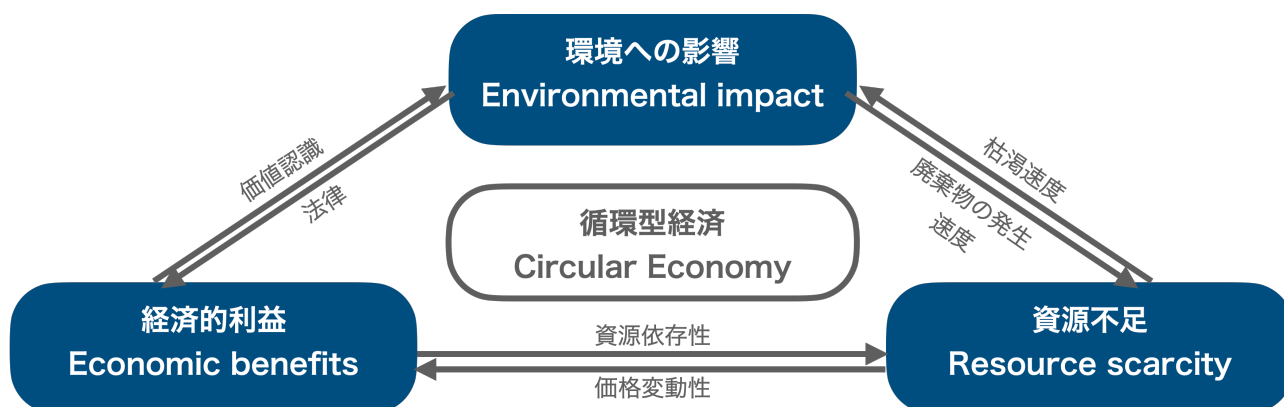 環境への影響
Environmental impact
価値認識
法律
枯渇速度
廃棄物の発生
速度
循環型経済
Circular Economy
経済的利益
Economic benefits
資源依存性
価格変動性
資源不足
Resource scarcity